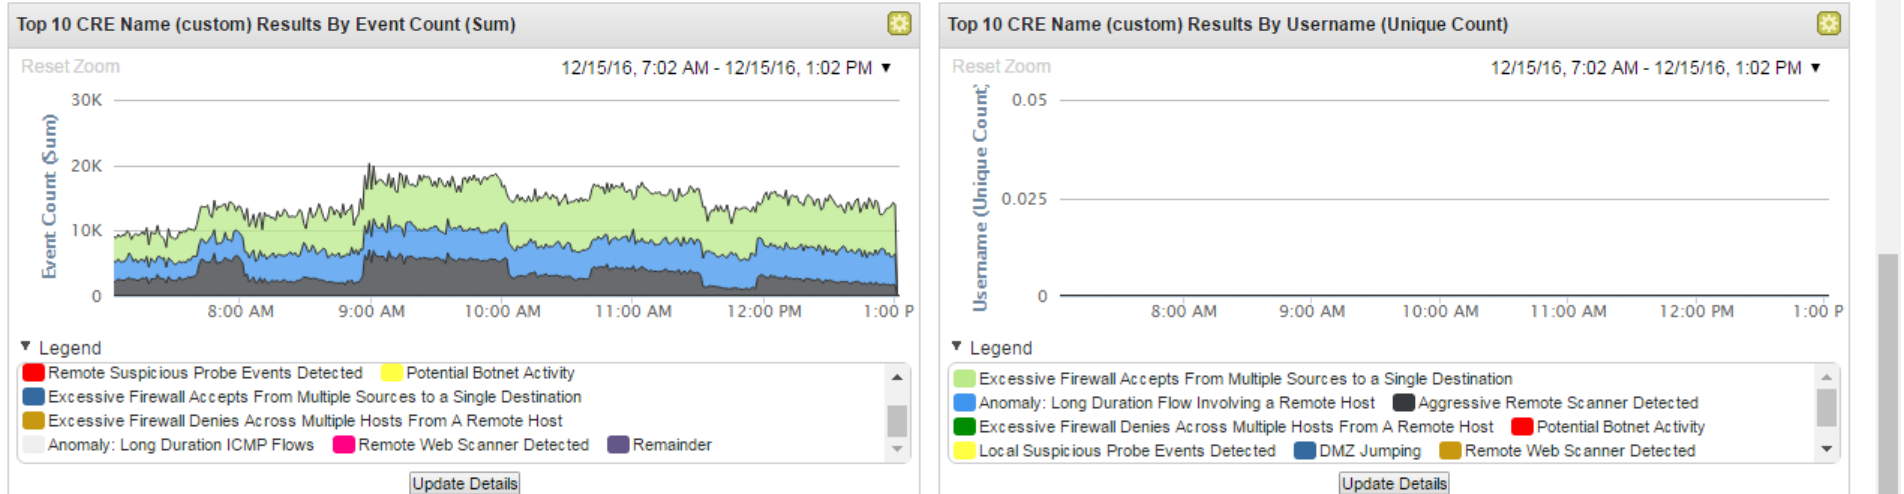 Top 10 CRE Name (custom) Results By Event Count (Sum)
Reset Zoom
12/15/16, 7:02 AM - 12/15/16, 1:02 PM ▼
Event Count (Sum)
30K
20K
10K
0
8:00 AM 9:00 AM 10:00 AM 11:00 AM 12:00 PM 1:00 P
▼ Legend
Remote Suspicious Probe Events Detected Potential Botnet Activity
Excessive Firewall Accepts From Multiple Sources to a Single Destination
Excessive Firewall Denies Across Multiple Hosts From A Remote Host
Anomaly: Long Duration ICMP Flows Remote Web Scanner Detected Remainder
Update Details
Top 10 CRE Name (custom) Results By Username (Unique Count)
Reset Zoom
12/15/16, 7:02 AM - 12/15/16, 1:02 PM ▼
Username (Unique Count)
0.05
0.025
0
8:00 AM 9:00 AM 10:00 AM 11:00 AM 12:00 PM 1:00 P
▼ Legend
Excessive Firewall Accepts From Multiple Sources to a Single Destination
Anomaly: Long Duration Flow Involving a Remote Host Aggressive Remote Scanner Detected
Excessive Firewall Denies Across Multiple Hosts From A Remote Host Potential Botnet Activity
Local Suspicious Probe Events Detected DMZ Jumping Remote Web Scanner Detected
Update Details